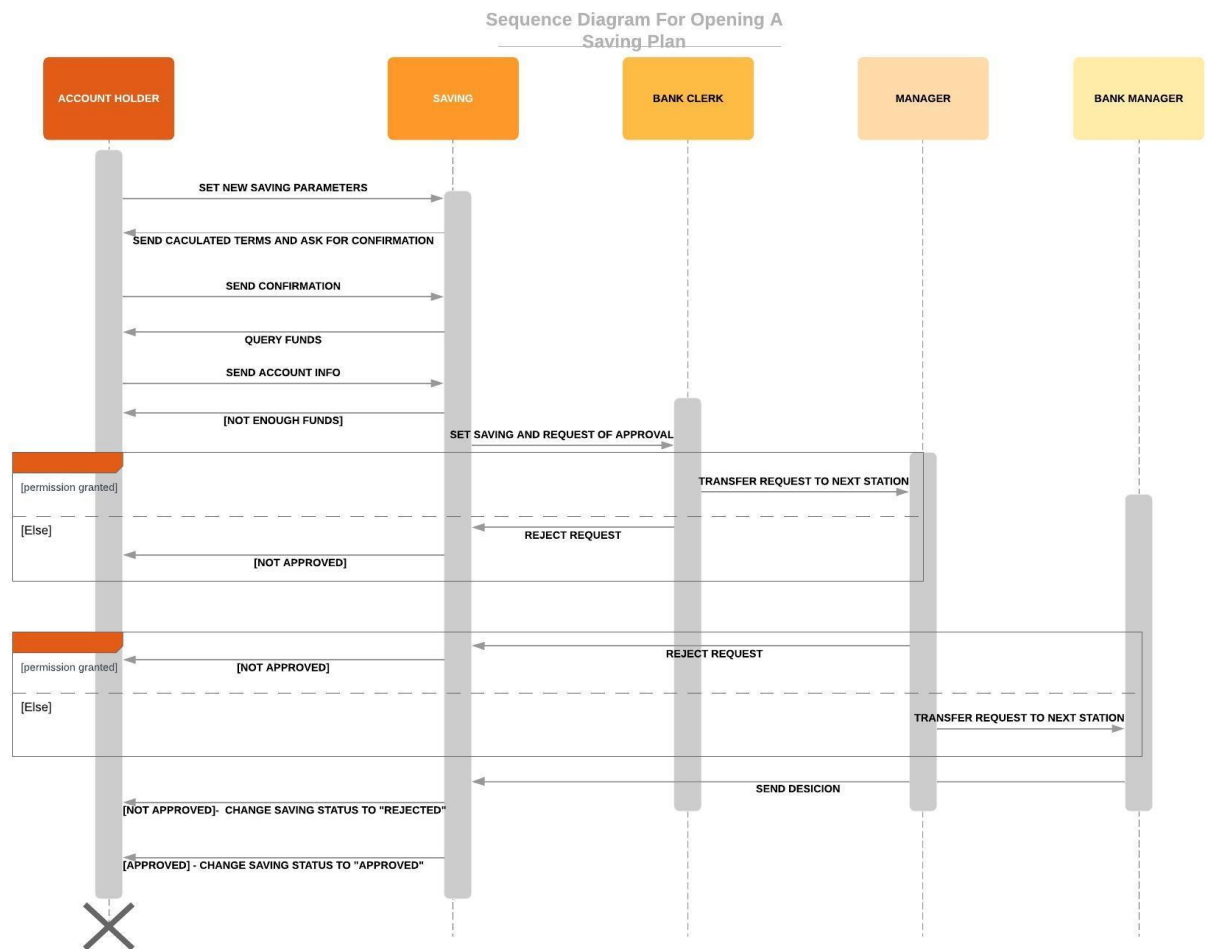 Sequence Diagram For Opening A
Saving Plan
ACCOUNT HOLDER
SAVING
BANK CLERK
MANAGER
BANK MANAGER
SET NEW SAVING PARAMETERS
SEND CACULATED TERMS AND ASK FOR CONFIRMATION
SEND CONFIRMATION
QUERY FUNDS
SEND ACCOUNT INFO
[NOT ENOUGH FUNDS]
SET SAVING AND REQUEST OF APPROVAL
TRANSFER REQUEST TO NEXT STATION
[permission granted]
[Else]
REJECT REQUEST
[NOT APPROVED]
REJECT REQUEST
[permission granted]
[NOT APPROVED]
[Else]
TRANSFER REQUEST TO NEXT STATION
SEND DESICION
[NOT APPROVED]- CHANGE SAVING STATUS TO "REJECTED"
[APPROVED] - CHANGE SAVING STATUS TO "APPROVED"